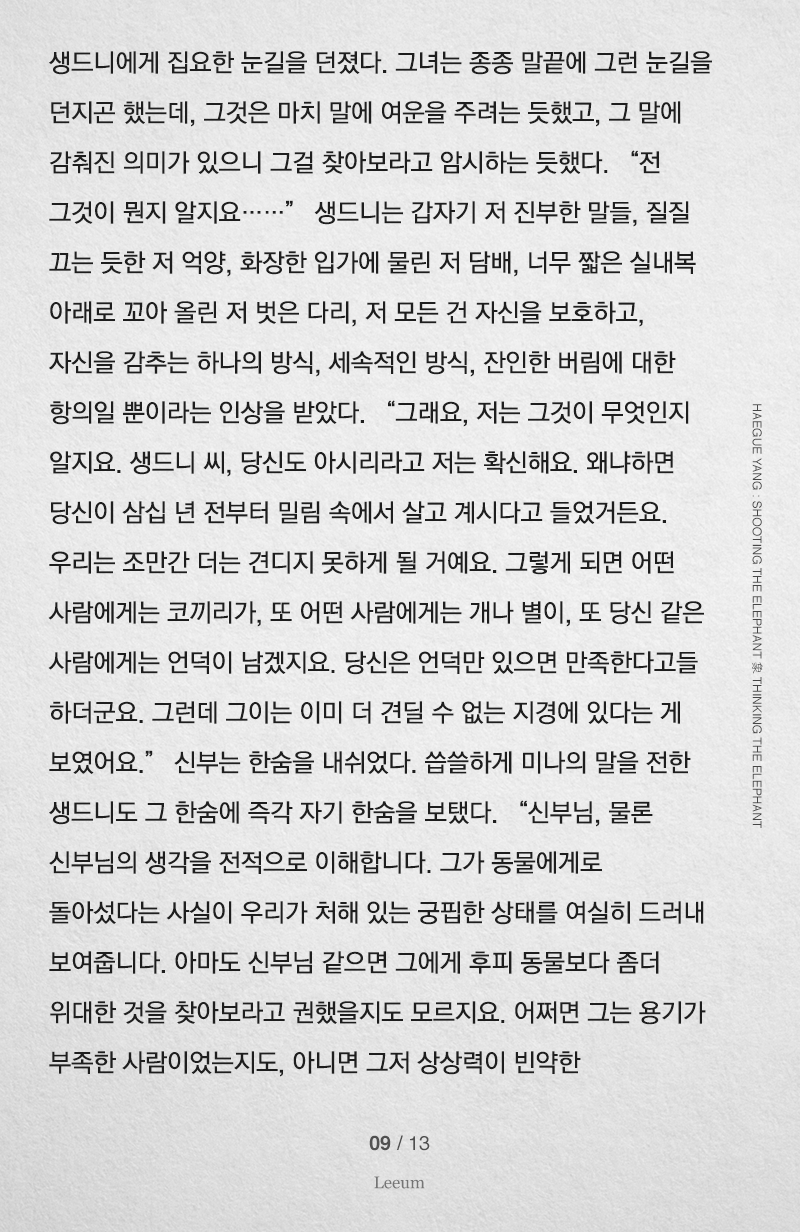 생드니에게 집요한 눈길을 던졌다. 그녀는 종종 말끝에 그런 눈길을
던지곤 했는데, 그것은 마치 말에 여운을 주려는 듯했고, 그 말에
감춰진 의미가 있으니 그걸 찾아보라고 암시하는 듯했다. “전
그것이 뭔지 알지요……” 생드니는 갑자기 저 진부한 말들, 질질
끄는 듯한 저 억양, 화장한 입가에 물린 저 담배, 너무 짧은 실내복
아래로 꼬아 올린 저 벗은 다리, 저 모든 건 자신을 보호하고,
자신을 감추는 하나의 방식, 세속적인 방식, 잔인한 버림에 대한
항의일 뿐이라는 인상을 받았다. “그래요, 저는 그것이 무엇인지
알지요. 생드니 씨, 당신도 아시리라고 저는 확신해요. 왜냐하면
당신이 삼십 년 전부터 밀림 속에서 살고 계시다고 들었거든요.
우리는 조만간 더는 견디지 못하게 될 거예요. 그렇게 되면 어떤
사람에게는 코끼리가, 또 어떤 사람에게는 개나 별이, 또 당신 같은
사람에게는 언덕이 남겠지요. 당신은 언덕만 있으면 만족한다고들
하더군요. 그런데 그이는 이미 더 견딜 수 없는 지경에 있다는 게
보였어요.” 신부는 한숨을 내쉬었다. 씁쓸하게 미나의 말을 전한
생드니도 그 한숨에 즉각 자기 한숨을 보탰다. “신부님, 물론
신부님의 생각을 전적으로 이해합니다. 그가 동물에게로
돌아섰다는 사실이 우리가 처해 있는 궁핍한 상태를 여실히 드러내
보여줍니다. 아마도 신부님 같으면 그에게 후피 동물보다 좀더
위대한 것을 찾아보라고 권했을지도 모르지요. 어쩌면 그는 용기가
부족한 사람이었는지도, 아니면 그저 상상력이 빈약한
HAEGUE YANG : SHOOTING THE ELEPHANT 象 THINKING THE ELEPHANT
09 / 13
Leeum